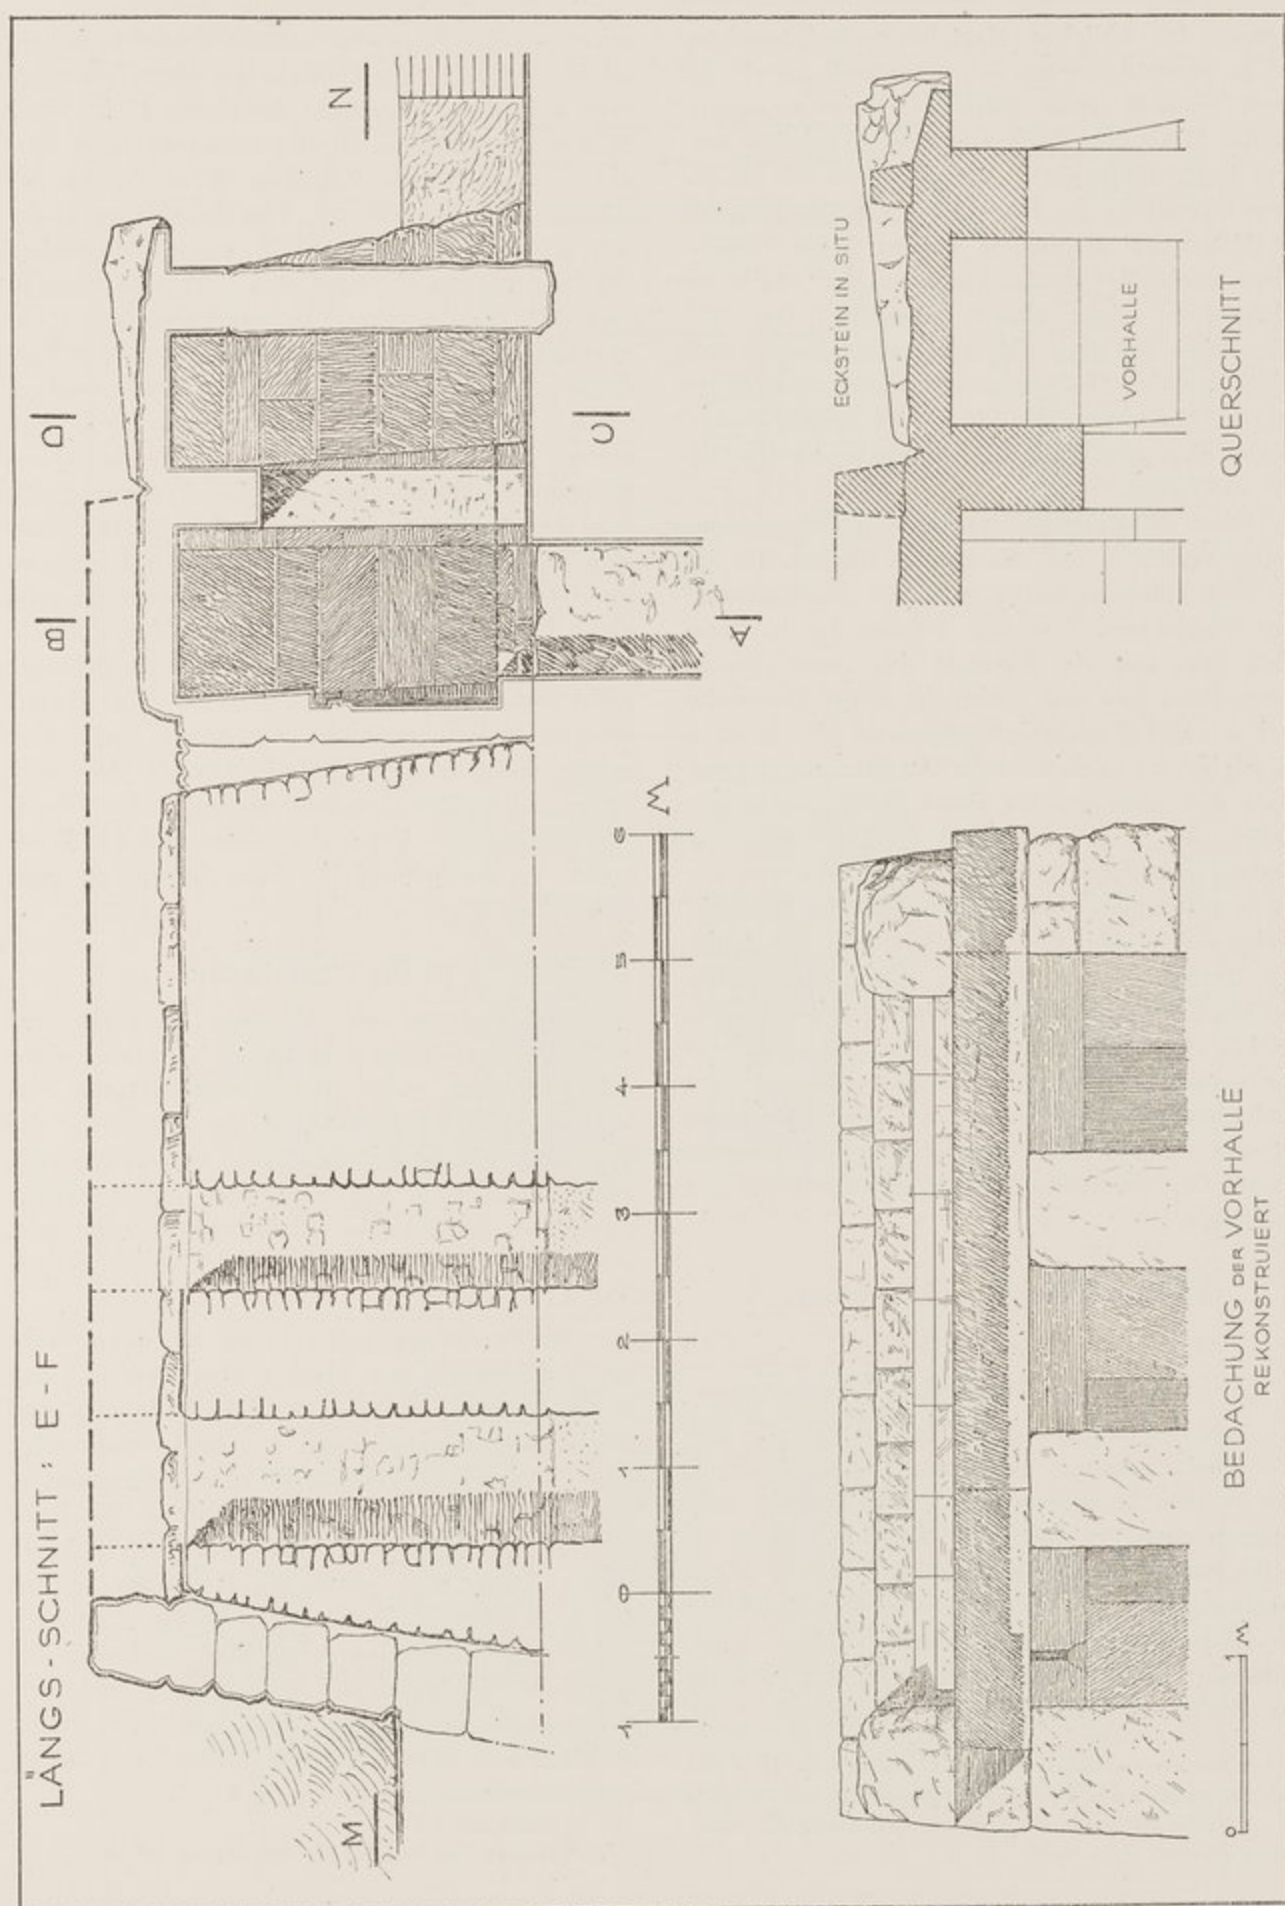 LÄNGS-SCHNITT : E - F
B
D
M
N
C
A
1 0 1 2 3 4 5 6 M
ECKSTEIN IN SITU
VORHALLE
QUERSCHNITT
0 1 M
BEDACHUNG DER VORHALLE
REKONSTRUIERT